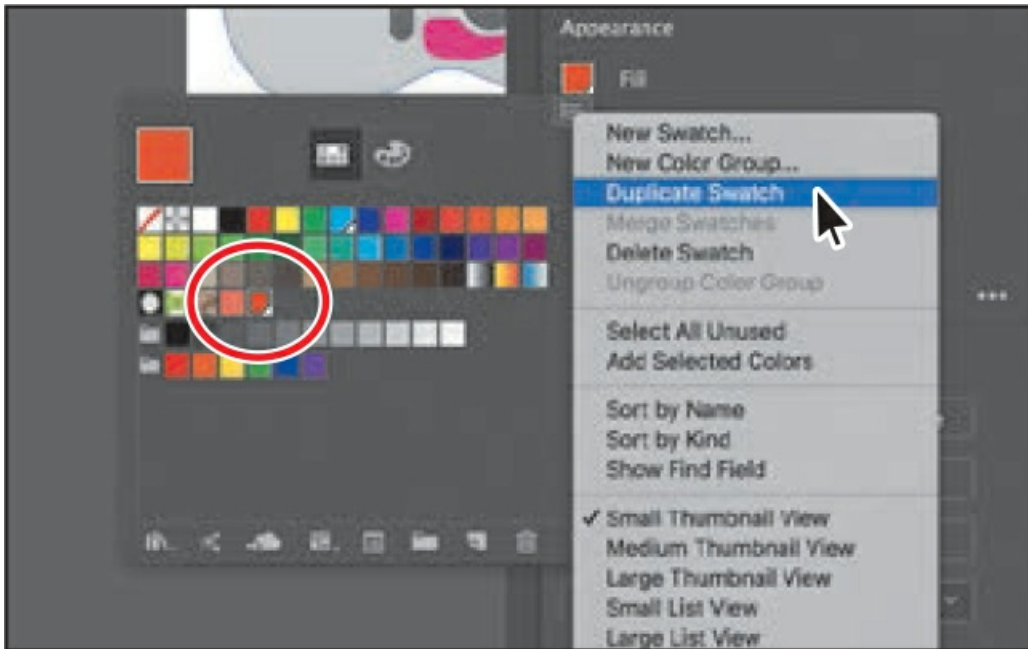 Appearance
Fill
New Swatch...
New Color Group...
Duplicate Swatch
Merge Swatches
Delete Swatch
Ungroup Color Group
Select All Unused
Add Selected Colors
Sort by Name
Sort by Kind
Show Find Field
✓ Small Thumbnail View
Medium Thumbnail View
Large Thumbnail View
Small List View
Large List View